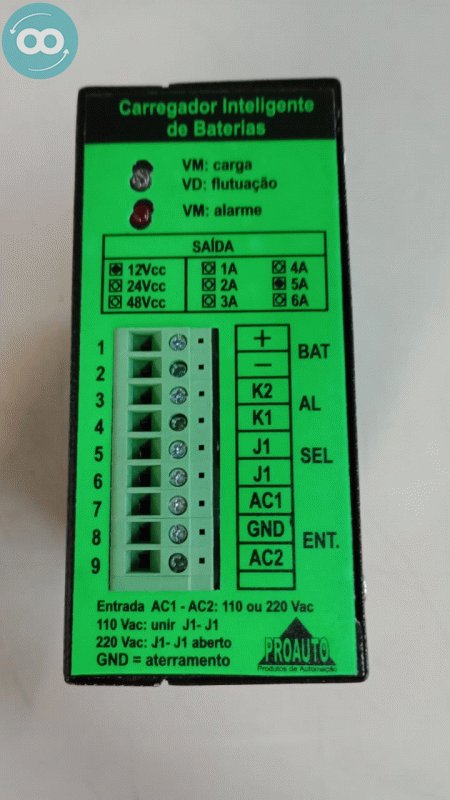 Carregador Inteligente
de Baterias
VM: carga
VD: flutuação
VM: alarme
SAÍDA
12Vcc 1A 4A
24Vcc 2A 5A
48Vcc 3A 6A
1 + BAT
2 −
3 K2 AL
4 K1
5 J1 SEL
6 J1
7 AC1 ENT.
8 GND
9 AC2
Entrada AC1 - AC2: 110 ou 220 Vac
110 Vac: unir J1- J1
220 Vac: J1- J1 aberto
GND = aterramento
PROAUTO
Produtos de Automação